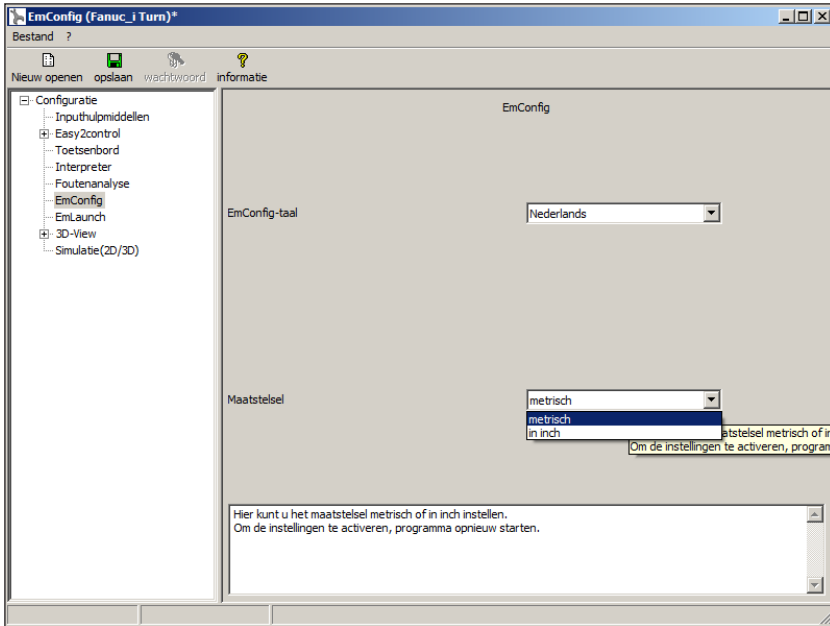 EmConfig (Fanuc_i Turn)*
Bestand ?
Nieuw openen opslaan wachtwoord informatie
Configuratie
Inputhulpmiddellen
Easy2control
Toetsenbord
Interpreter
Foutenanalyse
EmConfig
EmLaunch
3D-View
Simulatie(2D/3D)
EmConfig
EmConfig-taal Nederlands
Maatstelsel metrisch
metrisch
in inch
atstelsel metrisch of in
Om de instellingen te activeren, program
Hier kunt u het maatstelsel metrisch of in inch instellen.
Om de instellingen te activeren, programma opnieuw starten.